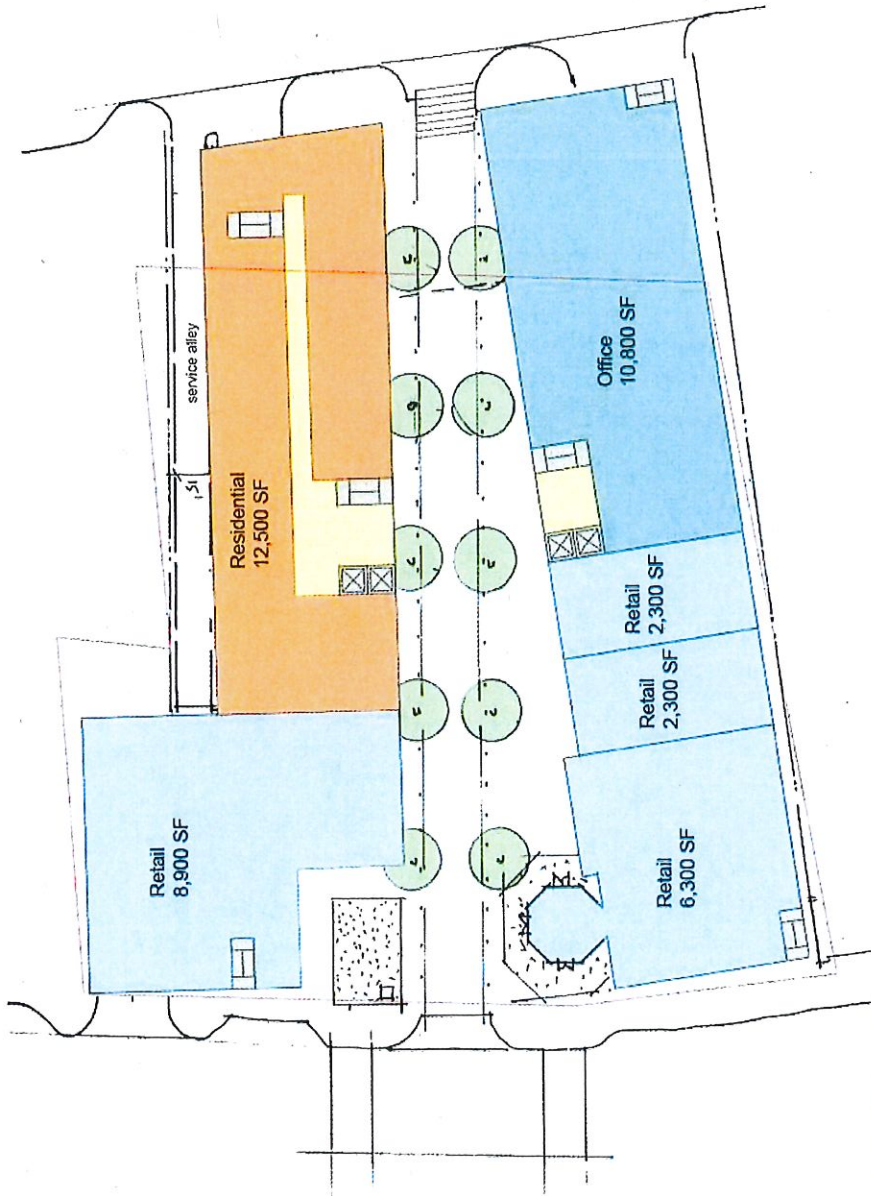 service alley
15'
Residential
12,500 SF
Office
10,800 SF
Retail
2,300 SF
Retail
2,300 SF
Retail
8,900 SF
Retail
6,300 SF